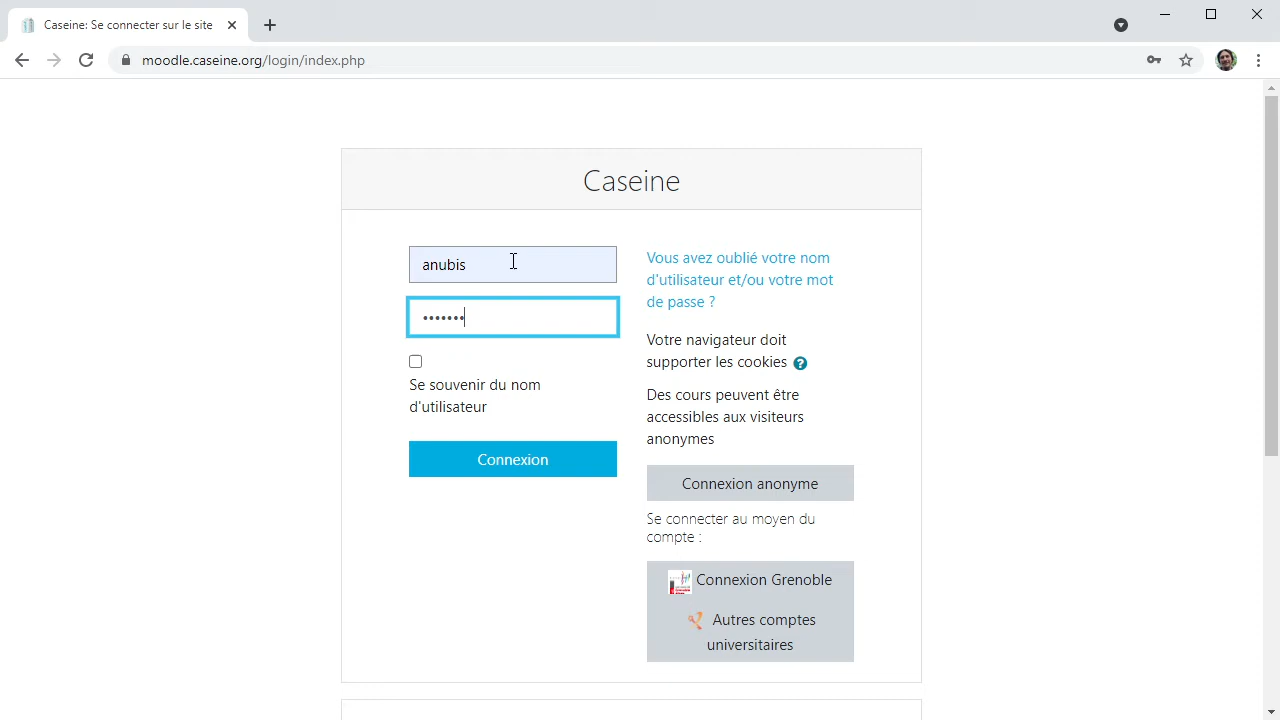 Caseine: Se connecter sur le site
moodle.caseine.org/login/index.php
Caseine
anubis
•••••••
Se souvenir du nom
d'utilisateur
Connexion
Vous avez oublié votre nom
d'utilisateur et/ou votre mot
de passe ?
Votre navigateur doit
supporter les cookies
Des cours peuvent être
accessibles aux visiteurs
anonymes
Connexion anonyme
Se connecter au moyen du
compte :
Connexion Grenoble
Autres comptes
universitaires